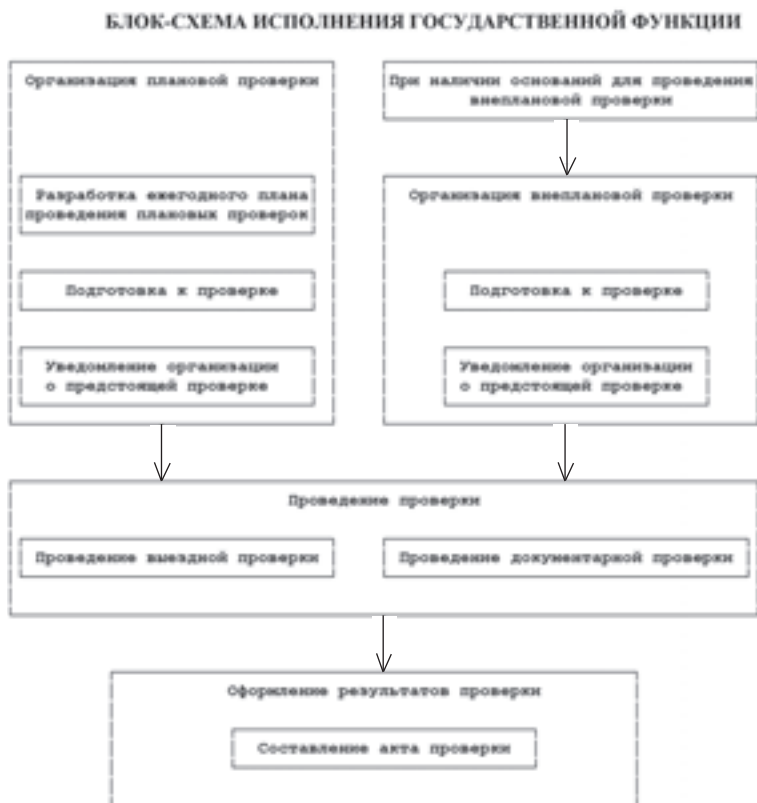 БЛОК-СХЕМА ИСПОЛНЕНИЯ ГОСУДАРСТВЕННОЙ ФУНКЦИИ
Организация плановой проверки
Разработка ежегодного плана
проведения плановых проверок
Подготовка к проверке
Уведомление организации
о предстоящей проверке
При наличии оснований для проведения
внеплановой проверки
Организация внеплановой проверки
Подготовка к проверке
Уведомление организации
о предстоящей проверке
Проведение проверки
Проведение выездной проверки
Проведение документарной проверки
Оформление результатов проверки
Составление акта проверки